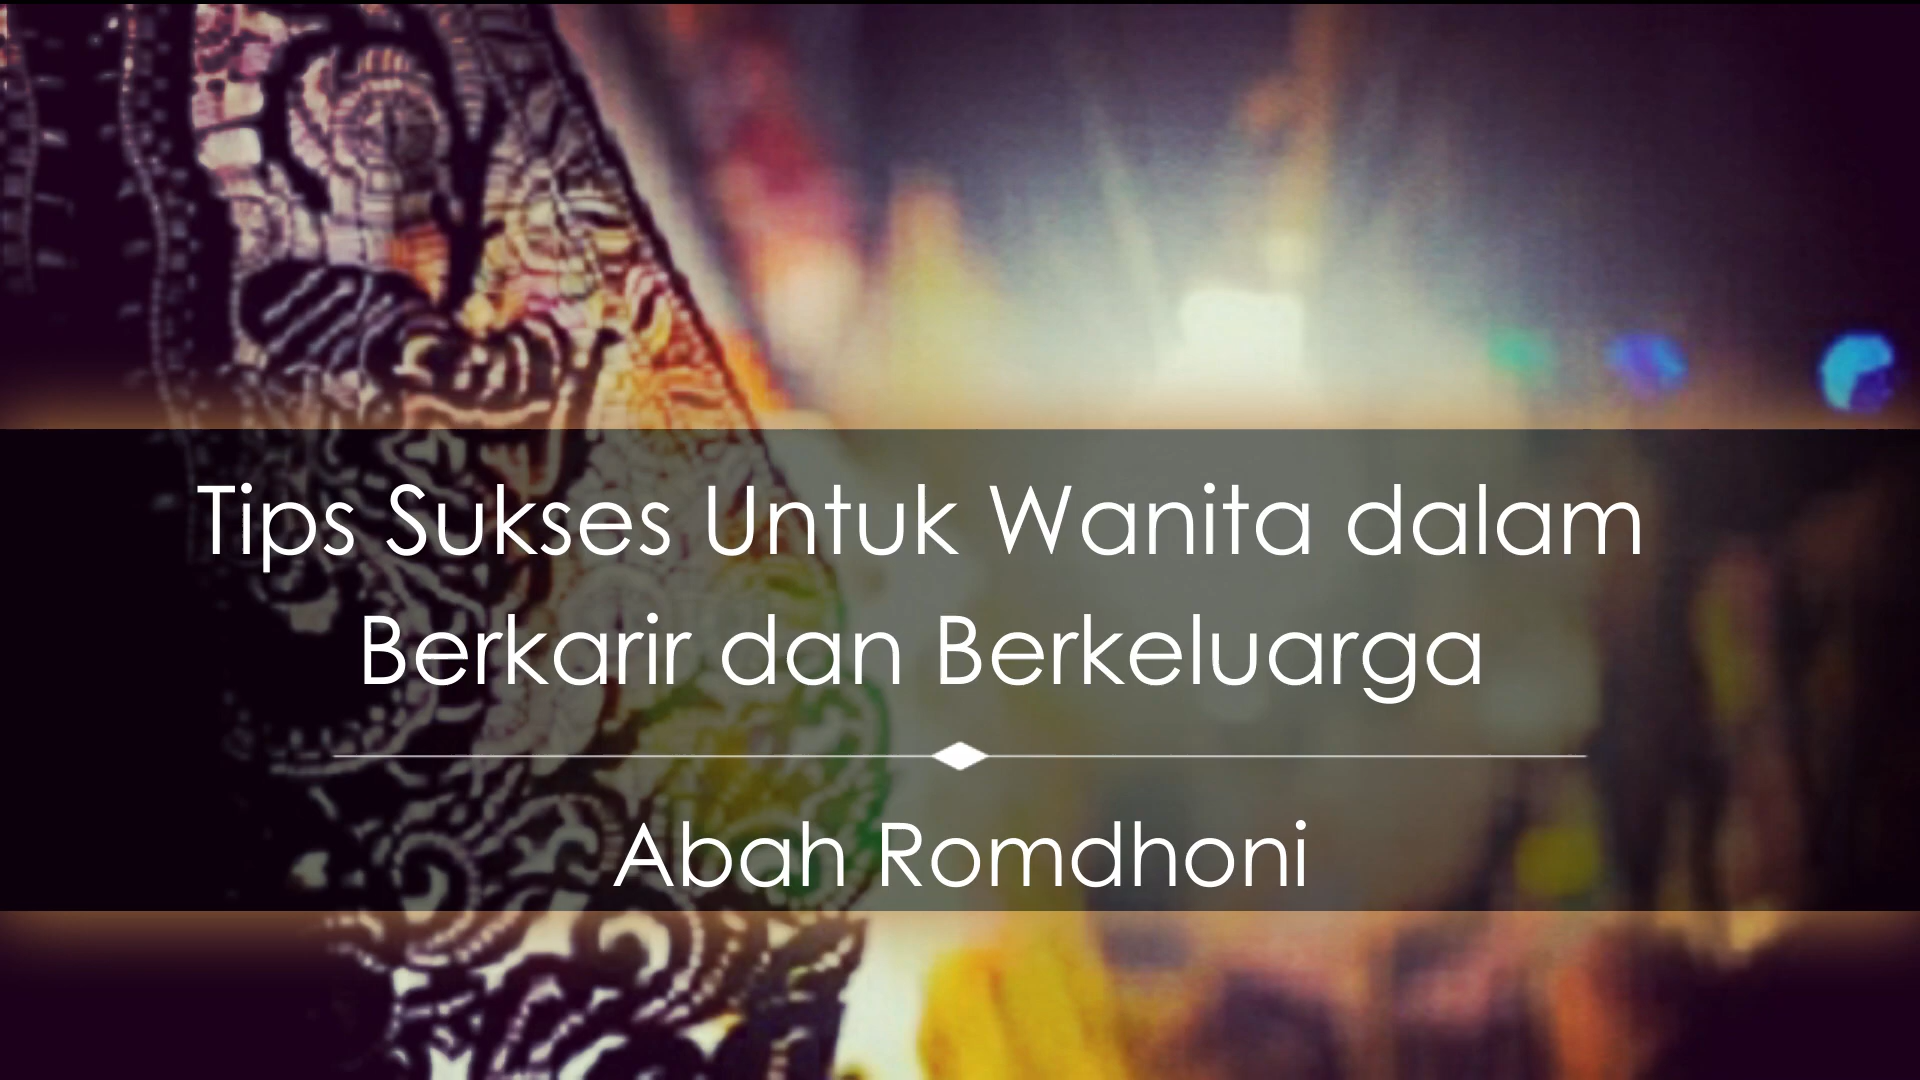 Tips Sukses Untuk Wanita dalam
Berkarir dan Berkeluarga
Abah Romdhoni